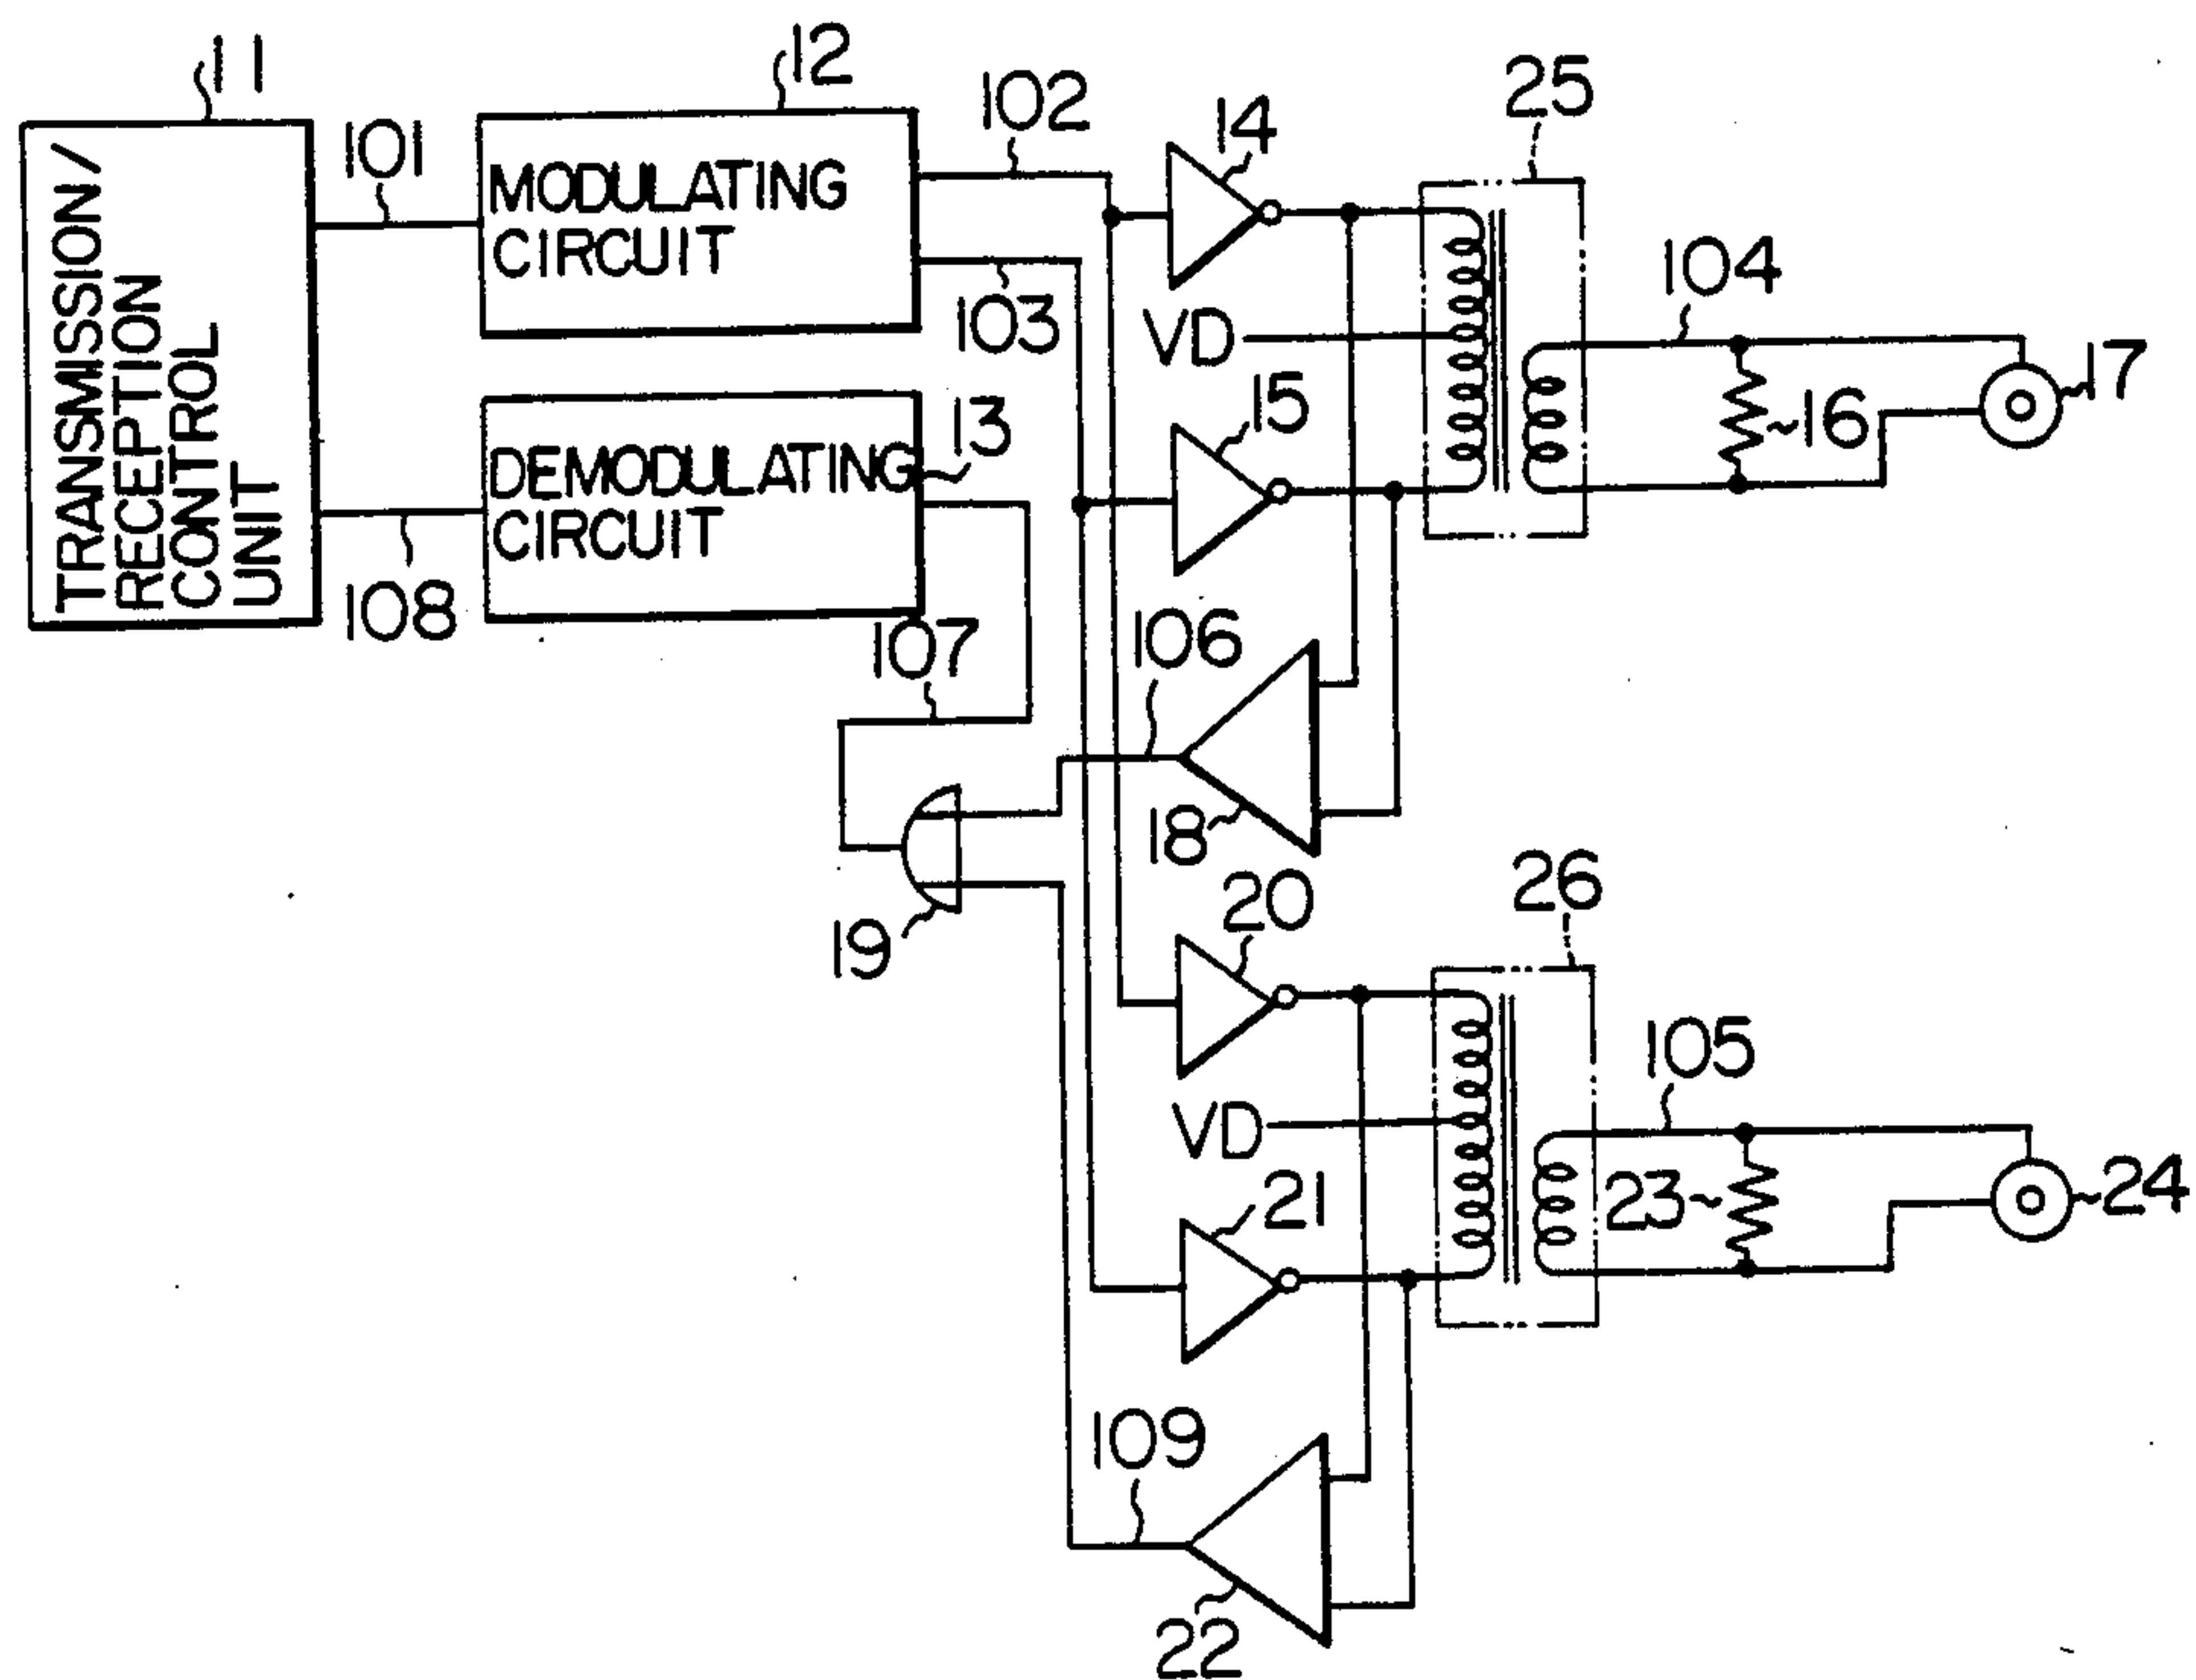 11
12
102
14
25
101
MODULATING
CIRCUIT
103
VD
104
TRANSMISSION/
RECEPTION
CONTROL
UNIT
13
15
16
17
DEMODULATING
CIRCUIT
108
107
106
18
19
20
26
VD
105
21
23
24
109
22